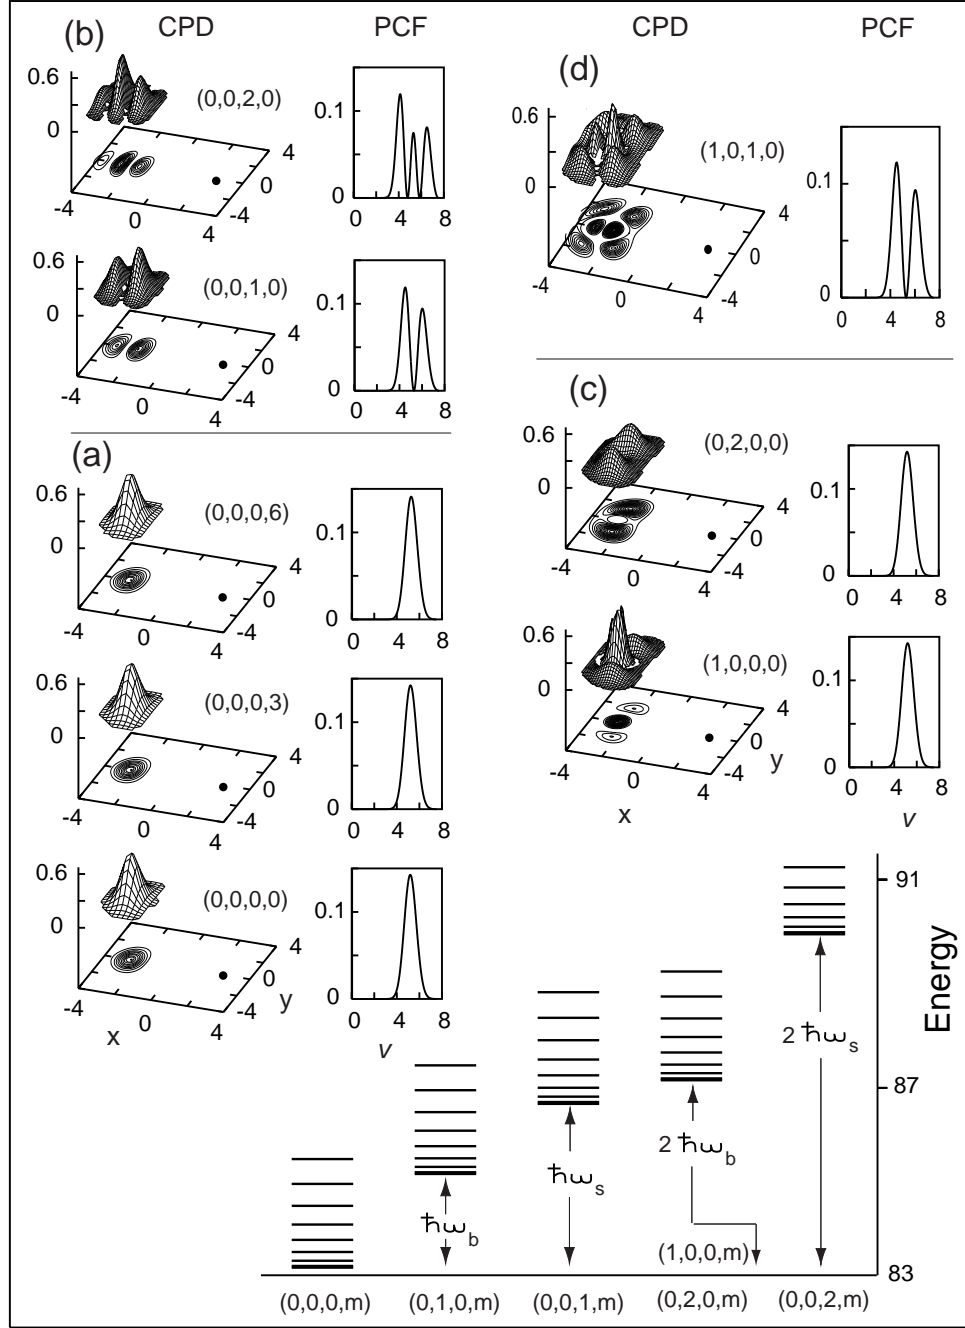 (b) CPD PCF
0.6
0
(0,0,2,0)
-4 0 4
-4 0 4
0.1
0
0 4 8
0.6
0
(0,0,1,0)
-4 0 4
-4 0 4
0.1
0
0 4 8
(a)
0.6
0
(0,0,0,6)
-4 0 4
-4 0 4
0.1
0
0 4 8
0.6
0
(0,0,0,3)
-4 0 4
-4 0 4
0.1
0
0 4 8
0.6
0
(0,0,0,0)
-4 0 4
-4 0 4
x y
0.1
0
0 4 8
v
CPD PCF
(d)
0.6
0
(1,0,1,0)
-4 0 4
-4 0 4
0.1
0
0 4 8
(c)
0.6
0
(0,2,0,0)
-4 0 4
-4 0 4
0.1
0
0 4 8
0.6
0
(1,0,0,0)
-4 0 4
-4 0 4
x y
0.1
0
0 4 8
v
91
87
83
Energy
ħω_b
ħω_s
2 ħω_b
2 ħω_s
(1,0,0,m)
(0,0,0,m) (0,1,0,m) (0,0,1,m) (0,2,0,m) (0,0,2,m)